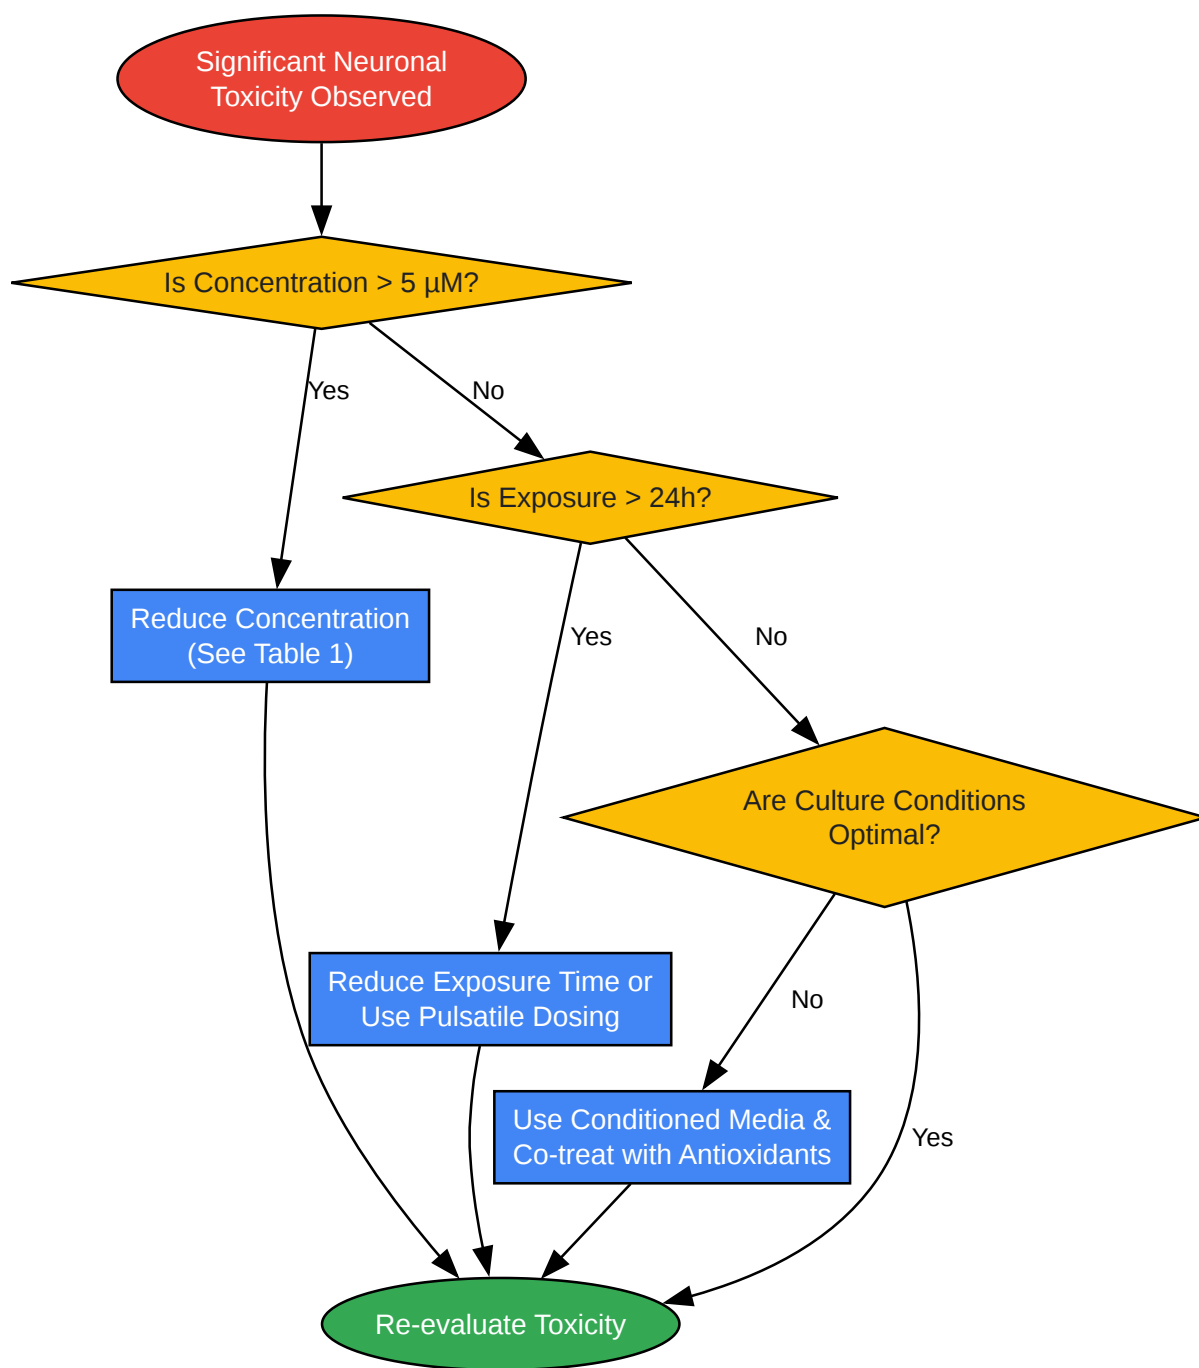 Significant Neuronal
Toxicity Observed
Is Concentration > 5 µM?
Yes
No
Is Exposure > 24h?
Reduce Concentration
(See Table 1)
Yes
No
Are Culture Conditions
Optimal?
Reduce Exposure Time or
Use Pulsatile Dosing
No
Use Conditioned Media &
Co-treat with Antioxidants
Yes
Re-evaluate Toxicity